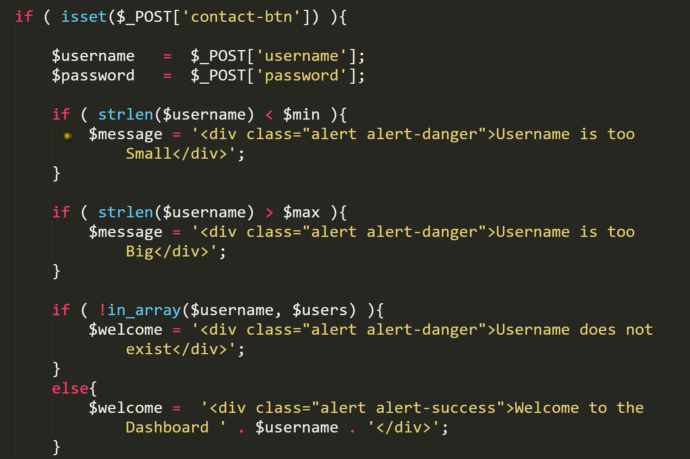 if ( isset($_POST['contact-btn']) ){
$username   =  $_POST['username'];
$password   =  $_POST['password'];
if ( strlen($username) < $min ){
$message = '<div class="alert alert-danger">Username is too
Small</div>';
}
if ( strlen($username) > $max ){
$message = '<div class="alert alert-danger">Username is too
Big</div>';
}
if ( !in_array($username, $users) ){
$welcome = '<div class="alert alert-danger">Username does not
exist</div>';
}
else{
$welcome =  '<div class="alert alert-success">Welcome to the
Dashboard ' . $username . '</div>';
}